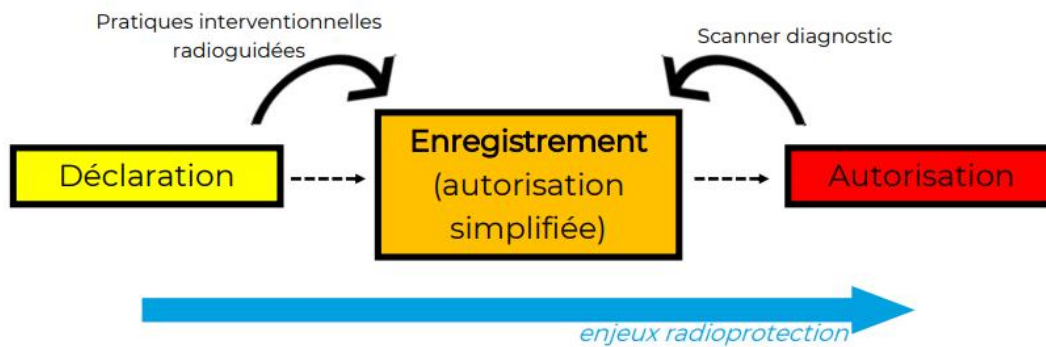 Pratiques interventionnelles
radioguidées
Scanner diagnostic
Déclaration
Enregistrement
(autorisation
simplifiée)
Autorisation
enjeux radioprotection